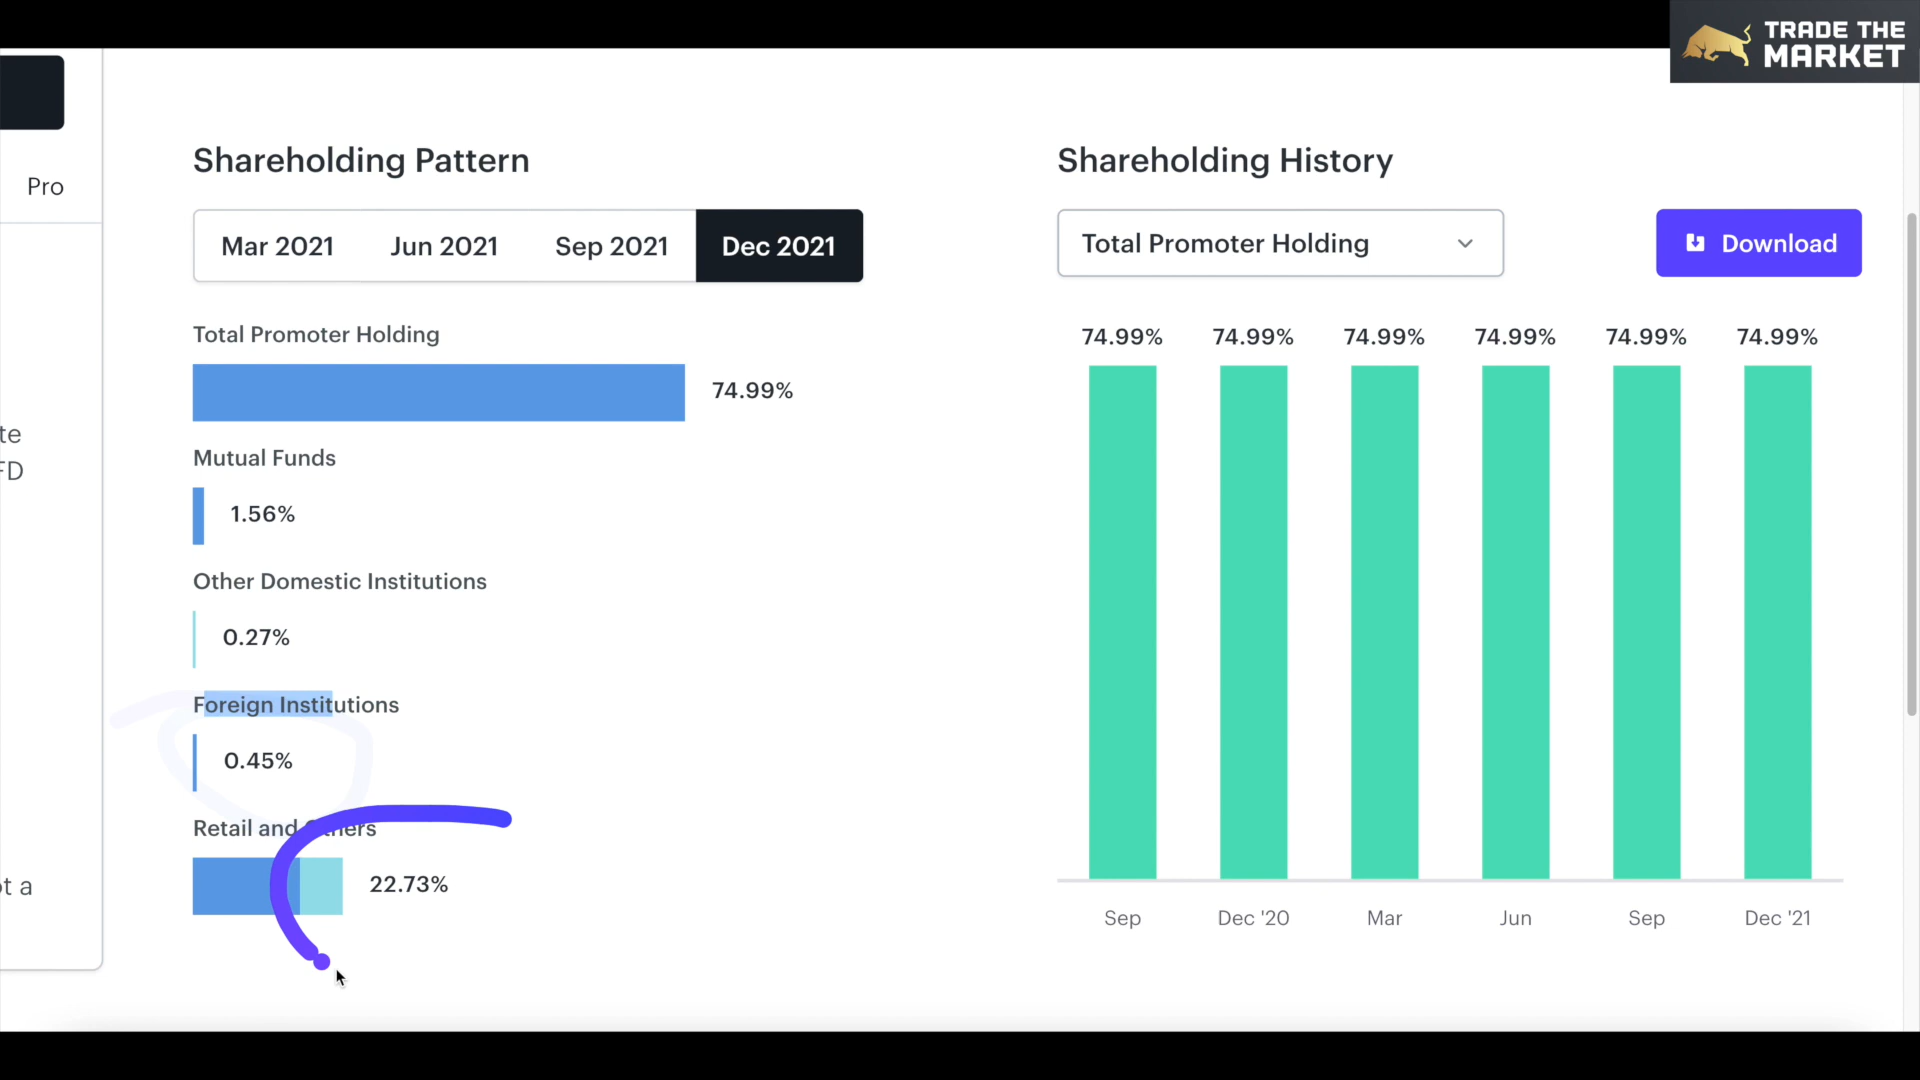 TRADE THE
MARKET
Pro
te
FD
ot a
Shareholding Pattern
Mar 2021 Jun 2021 Sep 2021 Dec 2021
Total Promoter Holding
74.99%
Mutual Funds
1.56%
Other Domestic Institutions
0.27%
Foreign Institutions
0.45%
Retail and Others
22.73%
Shareholding History
Total Promoter Holding
Download
74.99% 74.99% 74.99% 74.99% 74.99% 74.99%
Sep Dec '20 Mar Jun Sep Dec '21